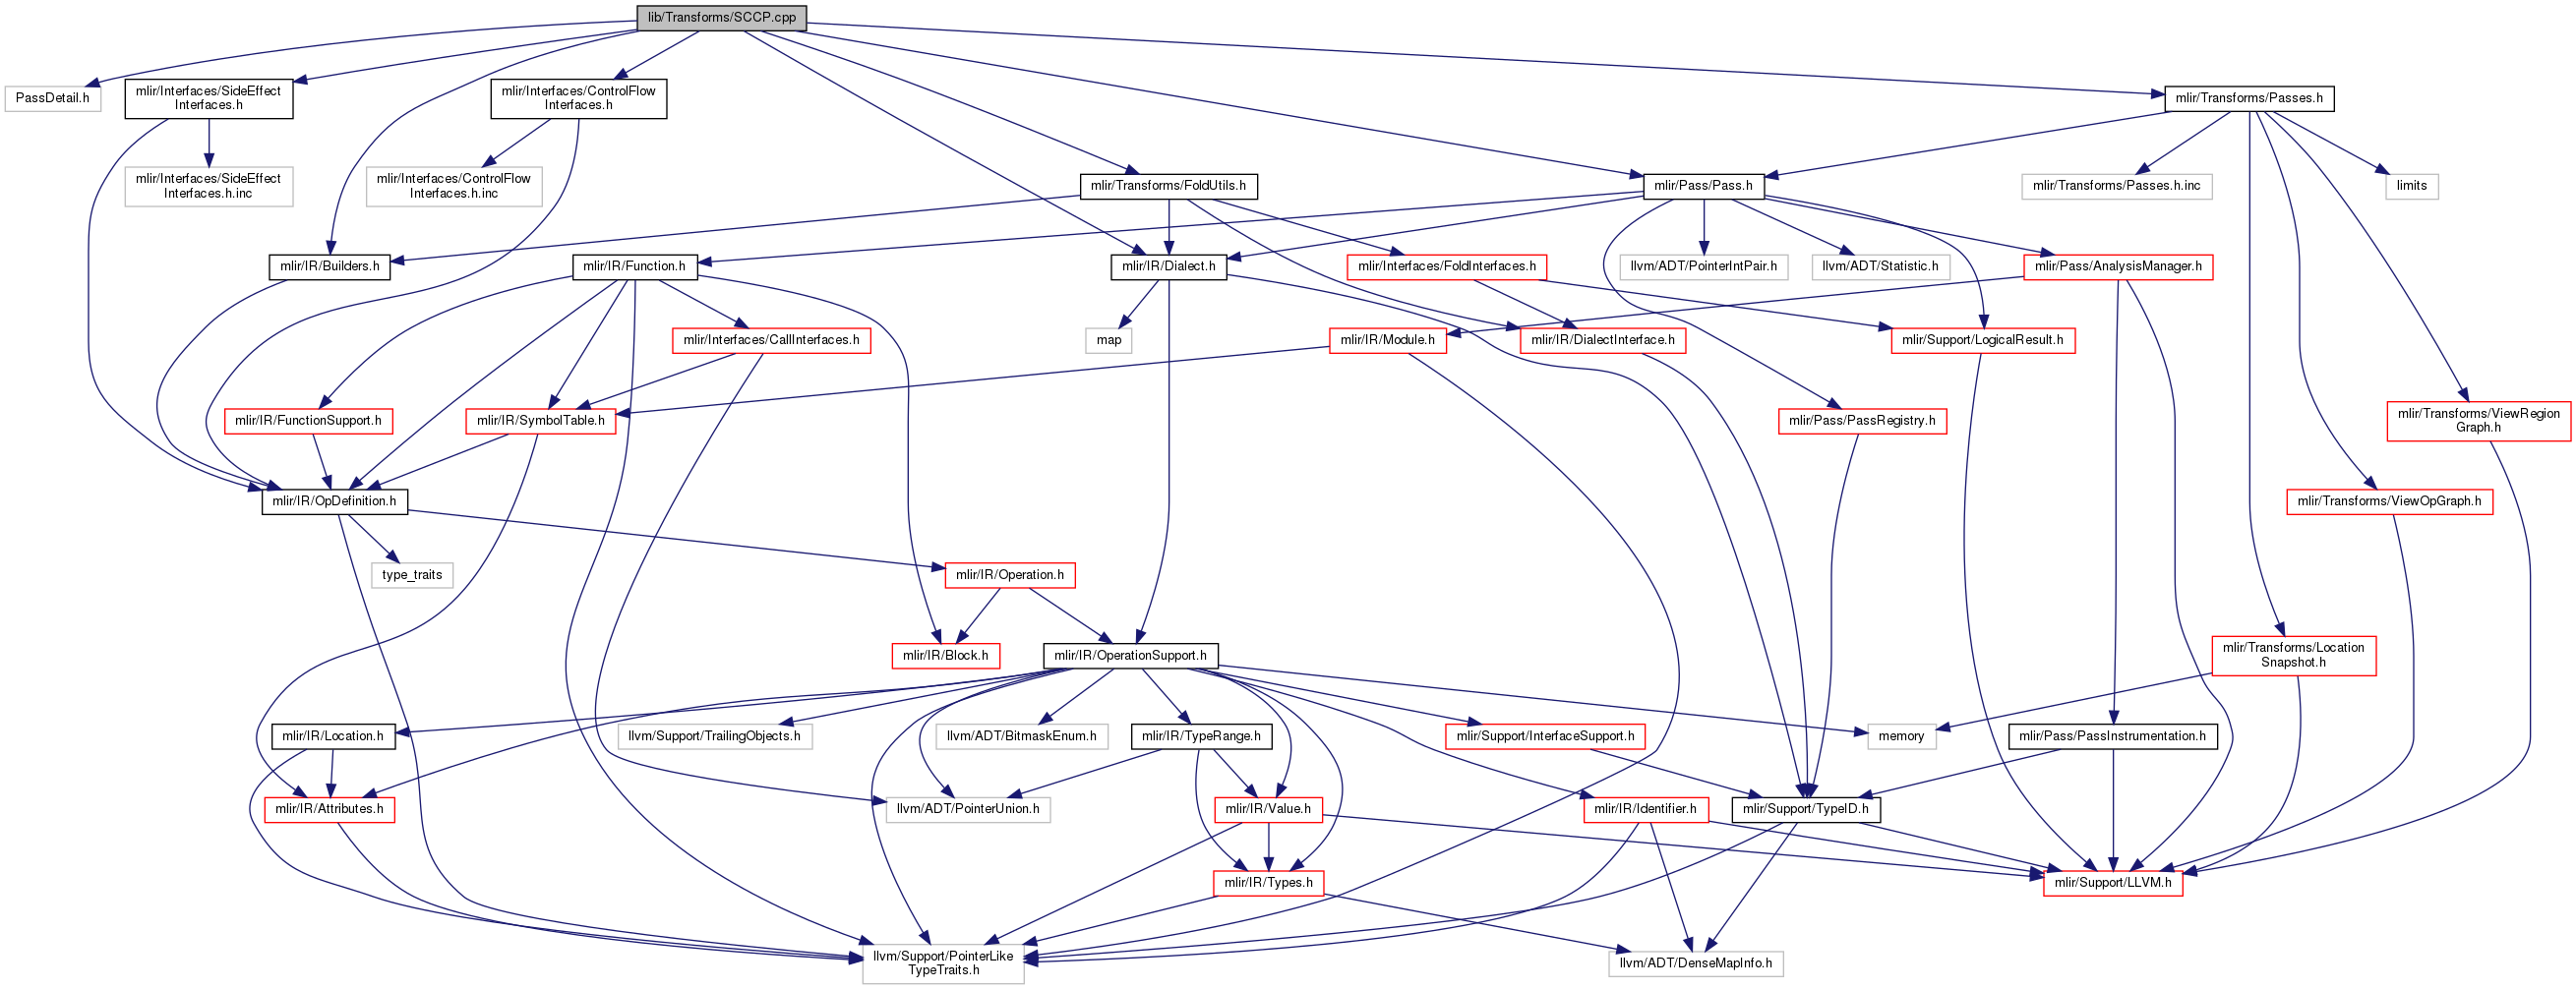 lib/Transforms/SCCP.cpp
PassDetail.h
mlir/Interfaces/SideEffect
Interfaces.h
mlir/Interfaces/ControlFlow
Interfaces.h
mlir/Transforms/Passes.h
mlir/Interfaces/SideEffect
Interfaces.h.inc
mlir/Interfaces/ControlFlow
Interfaces.h.inc
mlir/Transforms/FoldUtils.h
mlir/Pass/Pass.h
mlir/Transforms/Passes.h.inc
limits
mlir/IR/Builders.h
mlir/IR/Function.h
mlir/IR/Dialect.h
mlir/Interfaces/FoldInterfaces.h
llvm/ADT/PointerIntPair.h
llvm/ADT/Statistic.h
mlir/Pass/AnalysisManager.h
mlir/Interfaces/CallInterfaces.h
map
mlir/IR/Module.h
mlir/IR/DialectInterface.h
mlir/Support/LogicalResult.h
mlir/IR/FunctionSupport.h
mlir/IR/SymbolTable.h
mlir/Pass/PassRegistry.h
mlir/Transforms/ViewRegion
Graph.h
mlir/IR/OpDefinition.h
mlir/Transforms/ViewOpGraph.h
type_traits
mlir/IR/Operation.h
mlir/IR/Block.h
mlir/IR/OperationSupport.h
mlir/Transforms/Location
Snapshot.h
mlir/IR/Location.h
llvm/Support/TrailingObjects.h
llvm/ADT/BitmaskEnum.h
mlir/IR/TypeRange.h
mlir/Support/InterfaceSupport.h
memory
mlir/Pass/PassInstrumentation.h
mlir/IR/Attributes.h
llvm/ADT/PointerUnion.h
mlir/IR/Value.h
mlir/IR/Identifier.h
mlir/Support/TypeID.h
mlir/IR/Types.h
mlir/Support/LLVM.h
llvm/Support/PointerLike
TypeTraits.h
llvm/ADT/DenseMapInfo.h